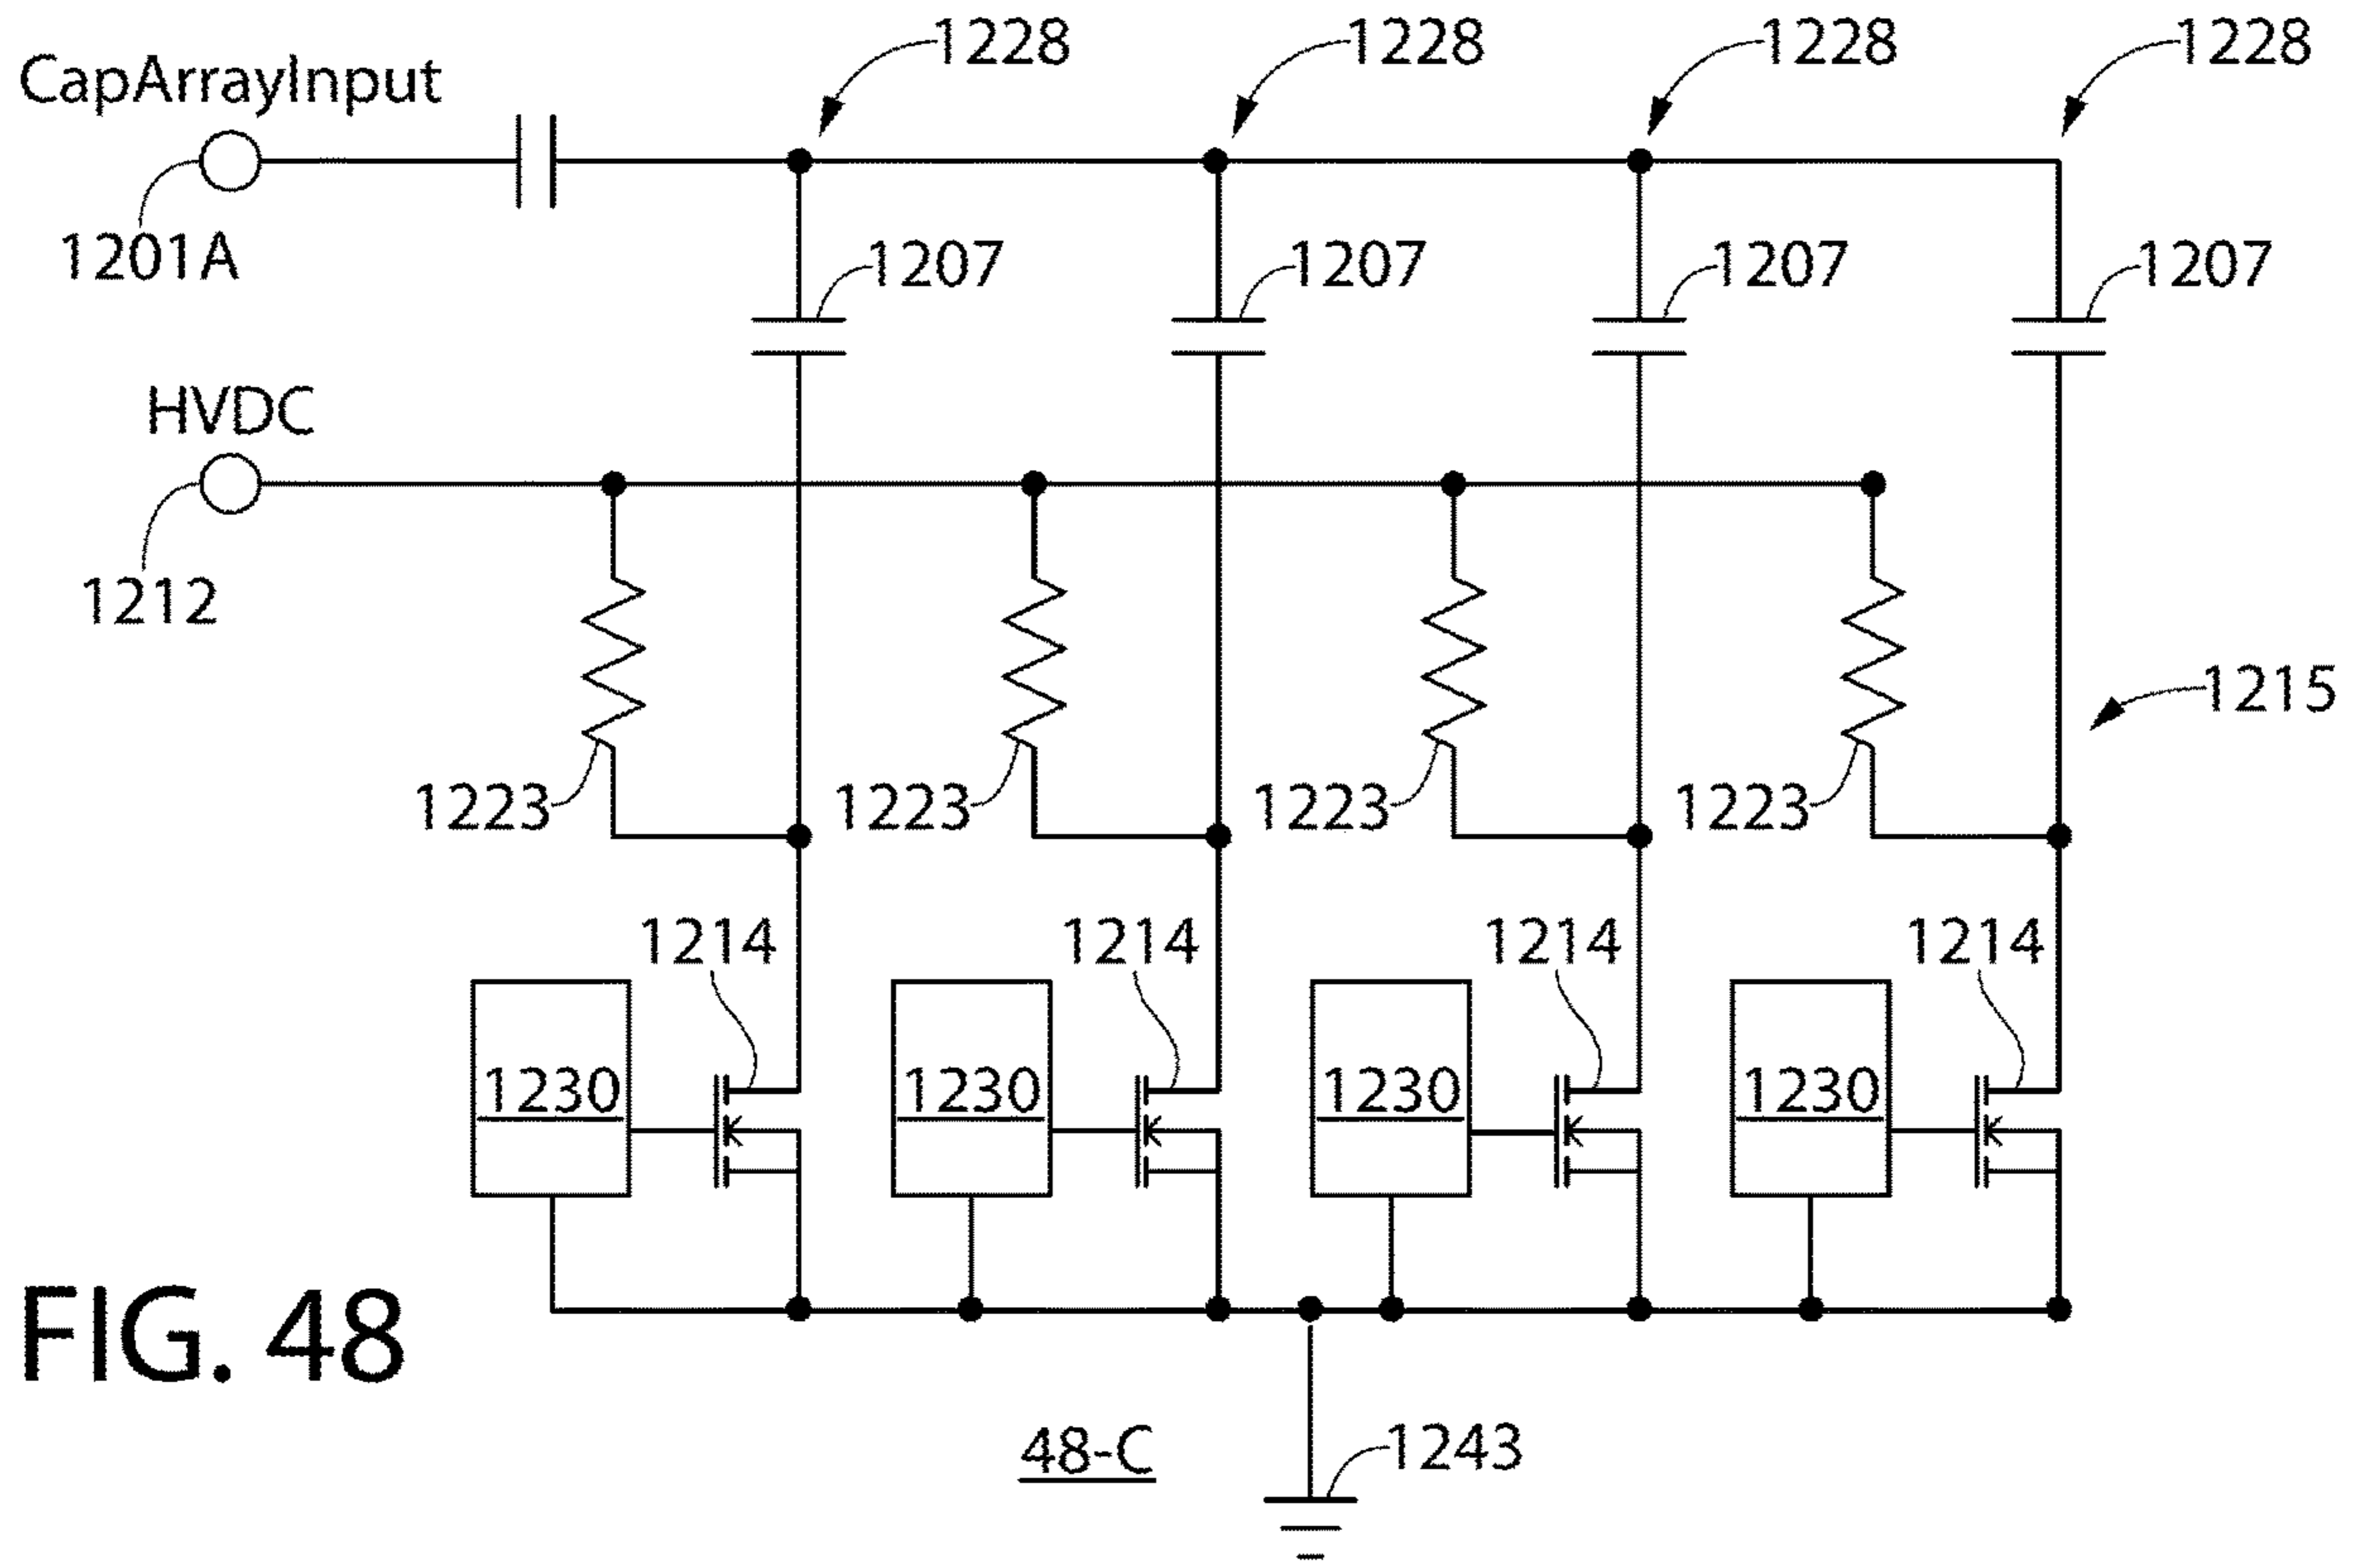 1228 1228 1228 1228
CapArrayInput
1201A
1207 1207 1207 1207
HVDC
1212
1215
1223 1223 1223 1223
1214 1214 1214 1214
1230 1230 1230 1230
FIG. 48
48-C
1243